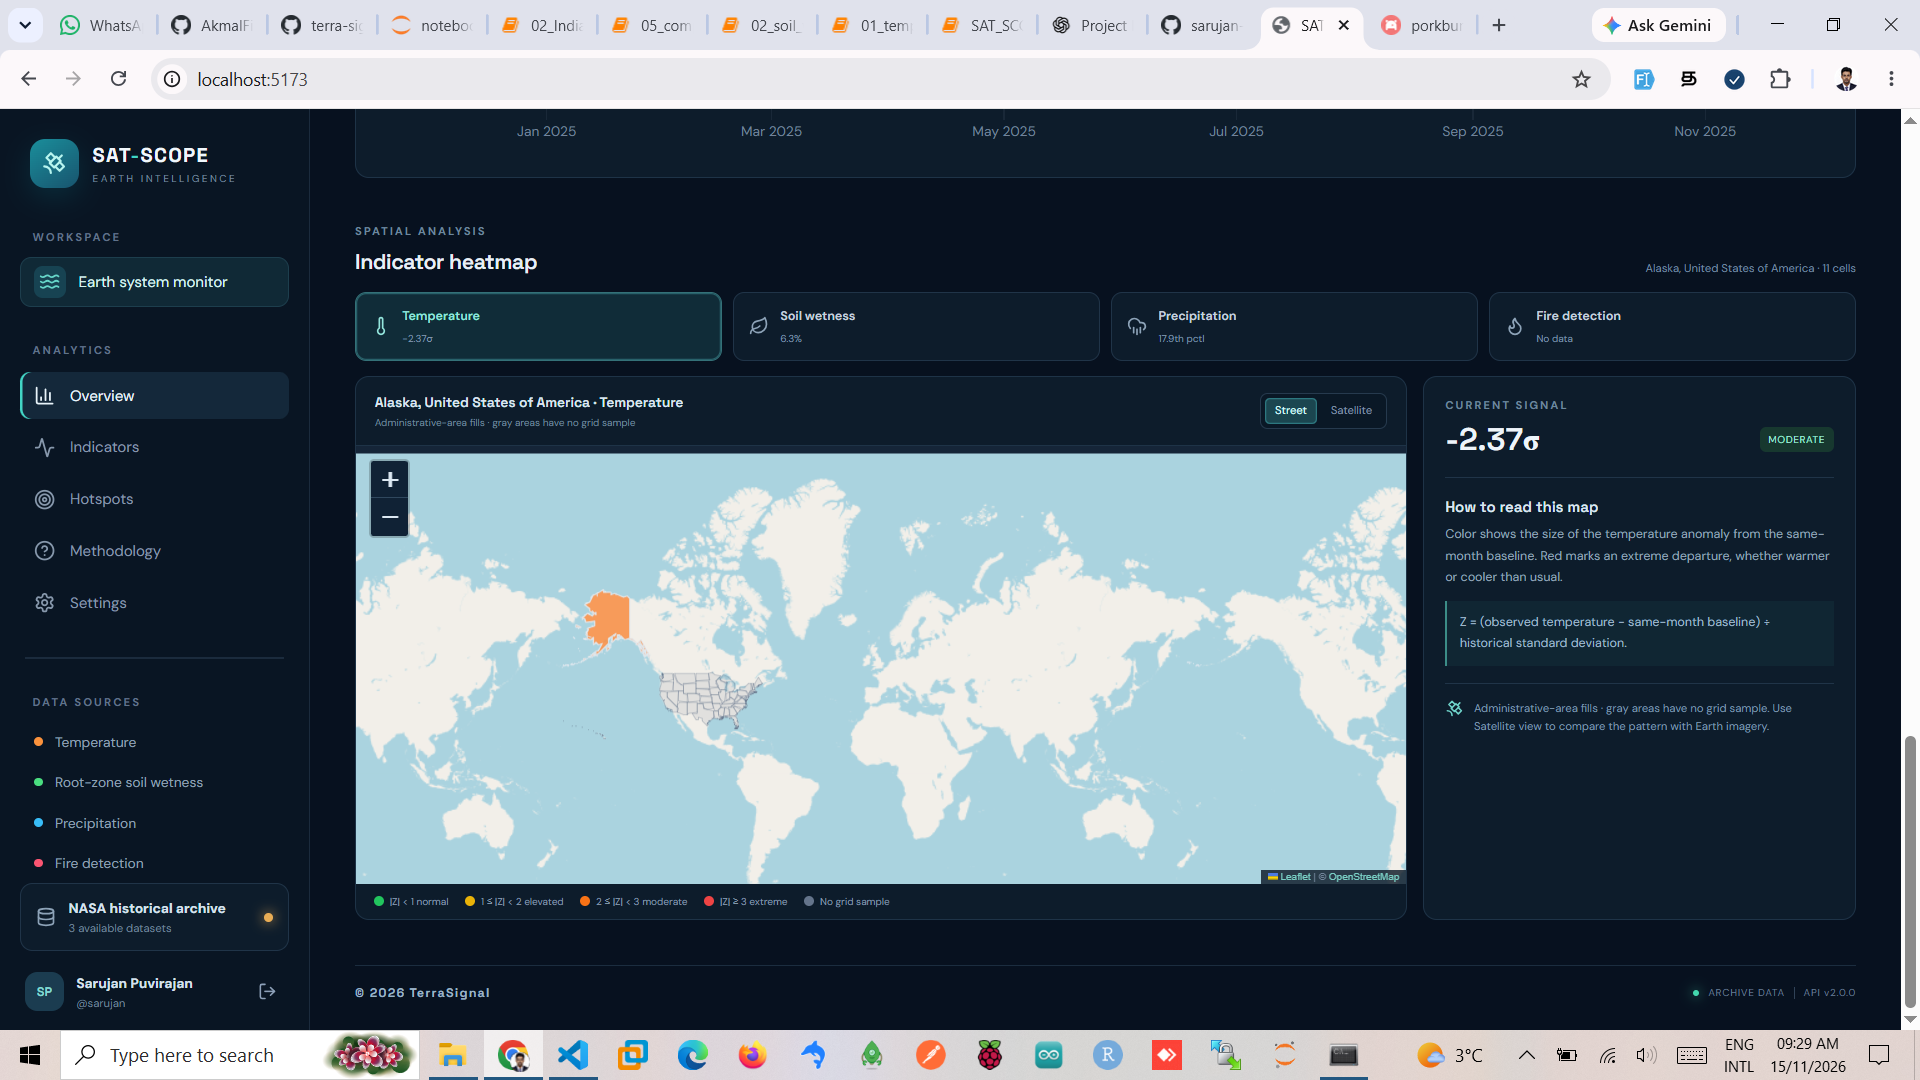 WhatsA
AkmalF
terra-sig
notebo
02_India
05_com
02_soil_
01_temp
SAT_SCO
Project
sarujan-
SAT
porkbun
Ask Gemini
localhost:5173
SAT-SCOPE
EARTH INTELLIGENCE
WORKSPACE
Earth system monitor
ANALYTICS
Overview
Indicators
Hotspots
Methodology
Settings
DATA SOURCES
Temperature
Root-zone soil wetness
Precipitation
Fire detection
NASA historical archive
3 available datasets
SP
Sarujan Puvirajan
@sarujan
Jan 2025
Mar 2025
May 2025
Jul 2025
Sep 2025
Nov 2025
SPATIAL ANALYSIS
Indicator heatmap
Alaska, United States of America · 11 cells
Temperature
-2.37σ
Soil wetness
6.3%
Precipitation
17.9th pctl
Fire detection
No data
Alaska, United States of America · Temperature
Administrative-area fills · gray areas have no grid sample
Street
Satellite
+
−
Leaflet | © OpenStreetMap
|Z| < 1 normal
1 ≤ |Z| < 2 elevated
2 ≤ |Z| < 3 moderate
|Z| ≥ 3 extreme
No grid sample
CURRENT SIGNAL
-2.37σ
MODERATE
How to read this map
Color shows the size of the temperature anomaly from the same-
month baseline. Red marks an extreme departure, whether warmer
or cooler than usual.
Z = (observed temperature − same-month baseline) ÷
historical standard deviation.
Administrative-area fills · gray areas have no grid sample. Use
Satellite view to compare the pattern with Earth imagery.
© 2026 TerraSignal
ARCHIVE DATA | API v2.0.0
Type here to search
3°C
ENG
INTL
09:29 AM
15/11/2026